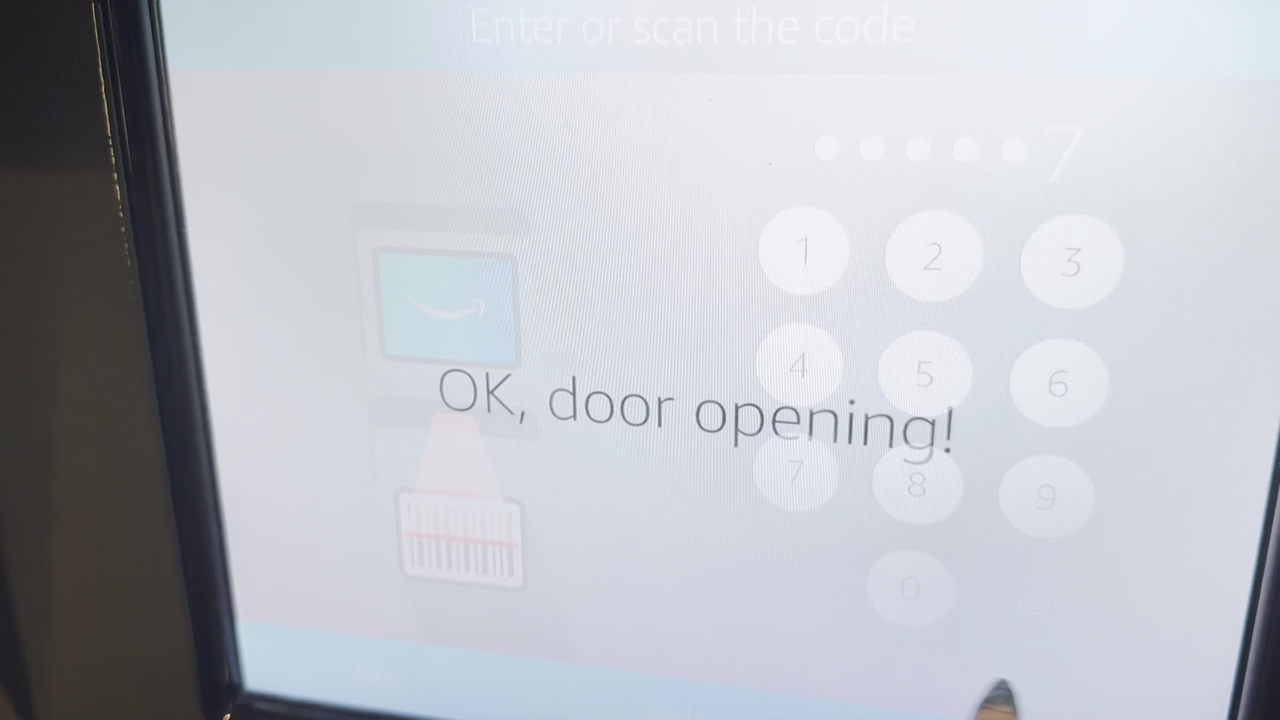 Enter or scan the code
7
1 2 3
4 5 6
OK, door opening!
7 8 9
0